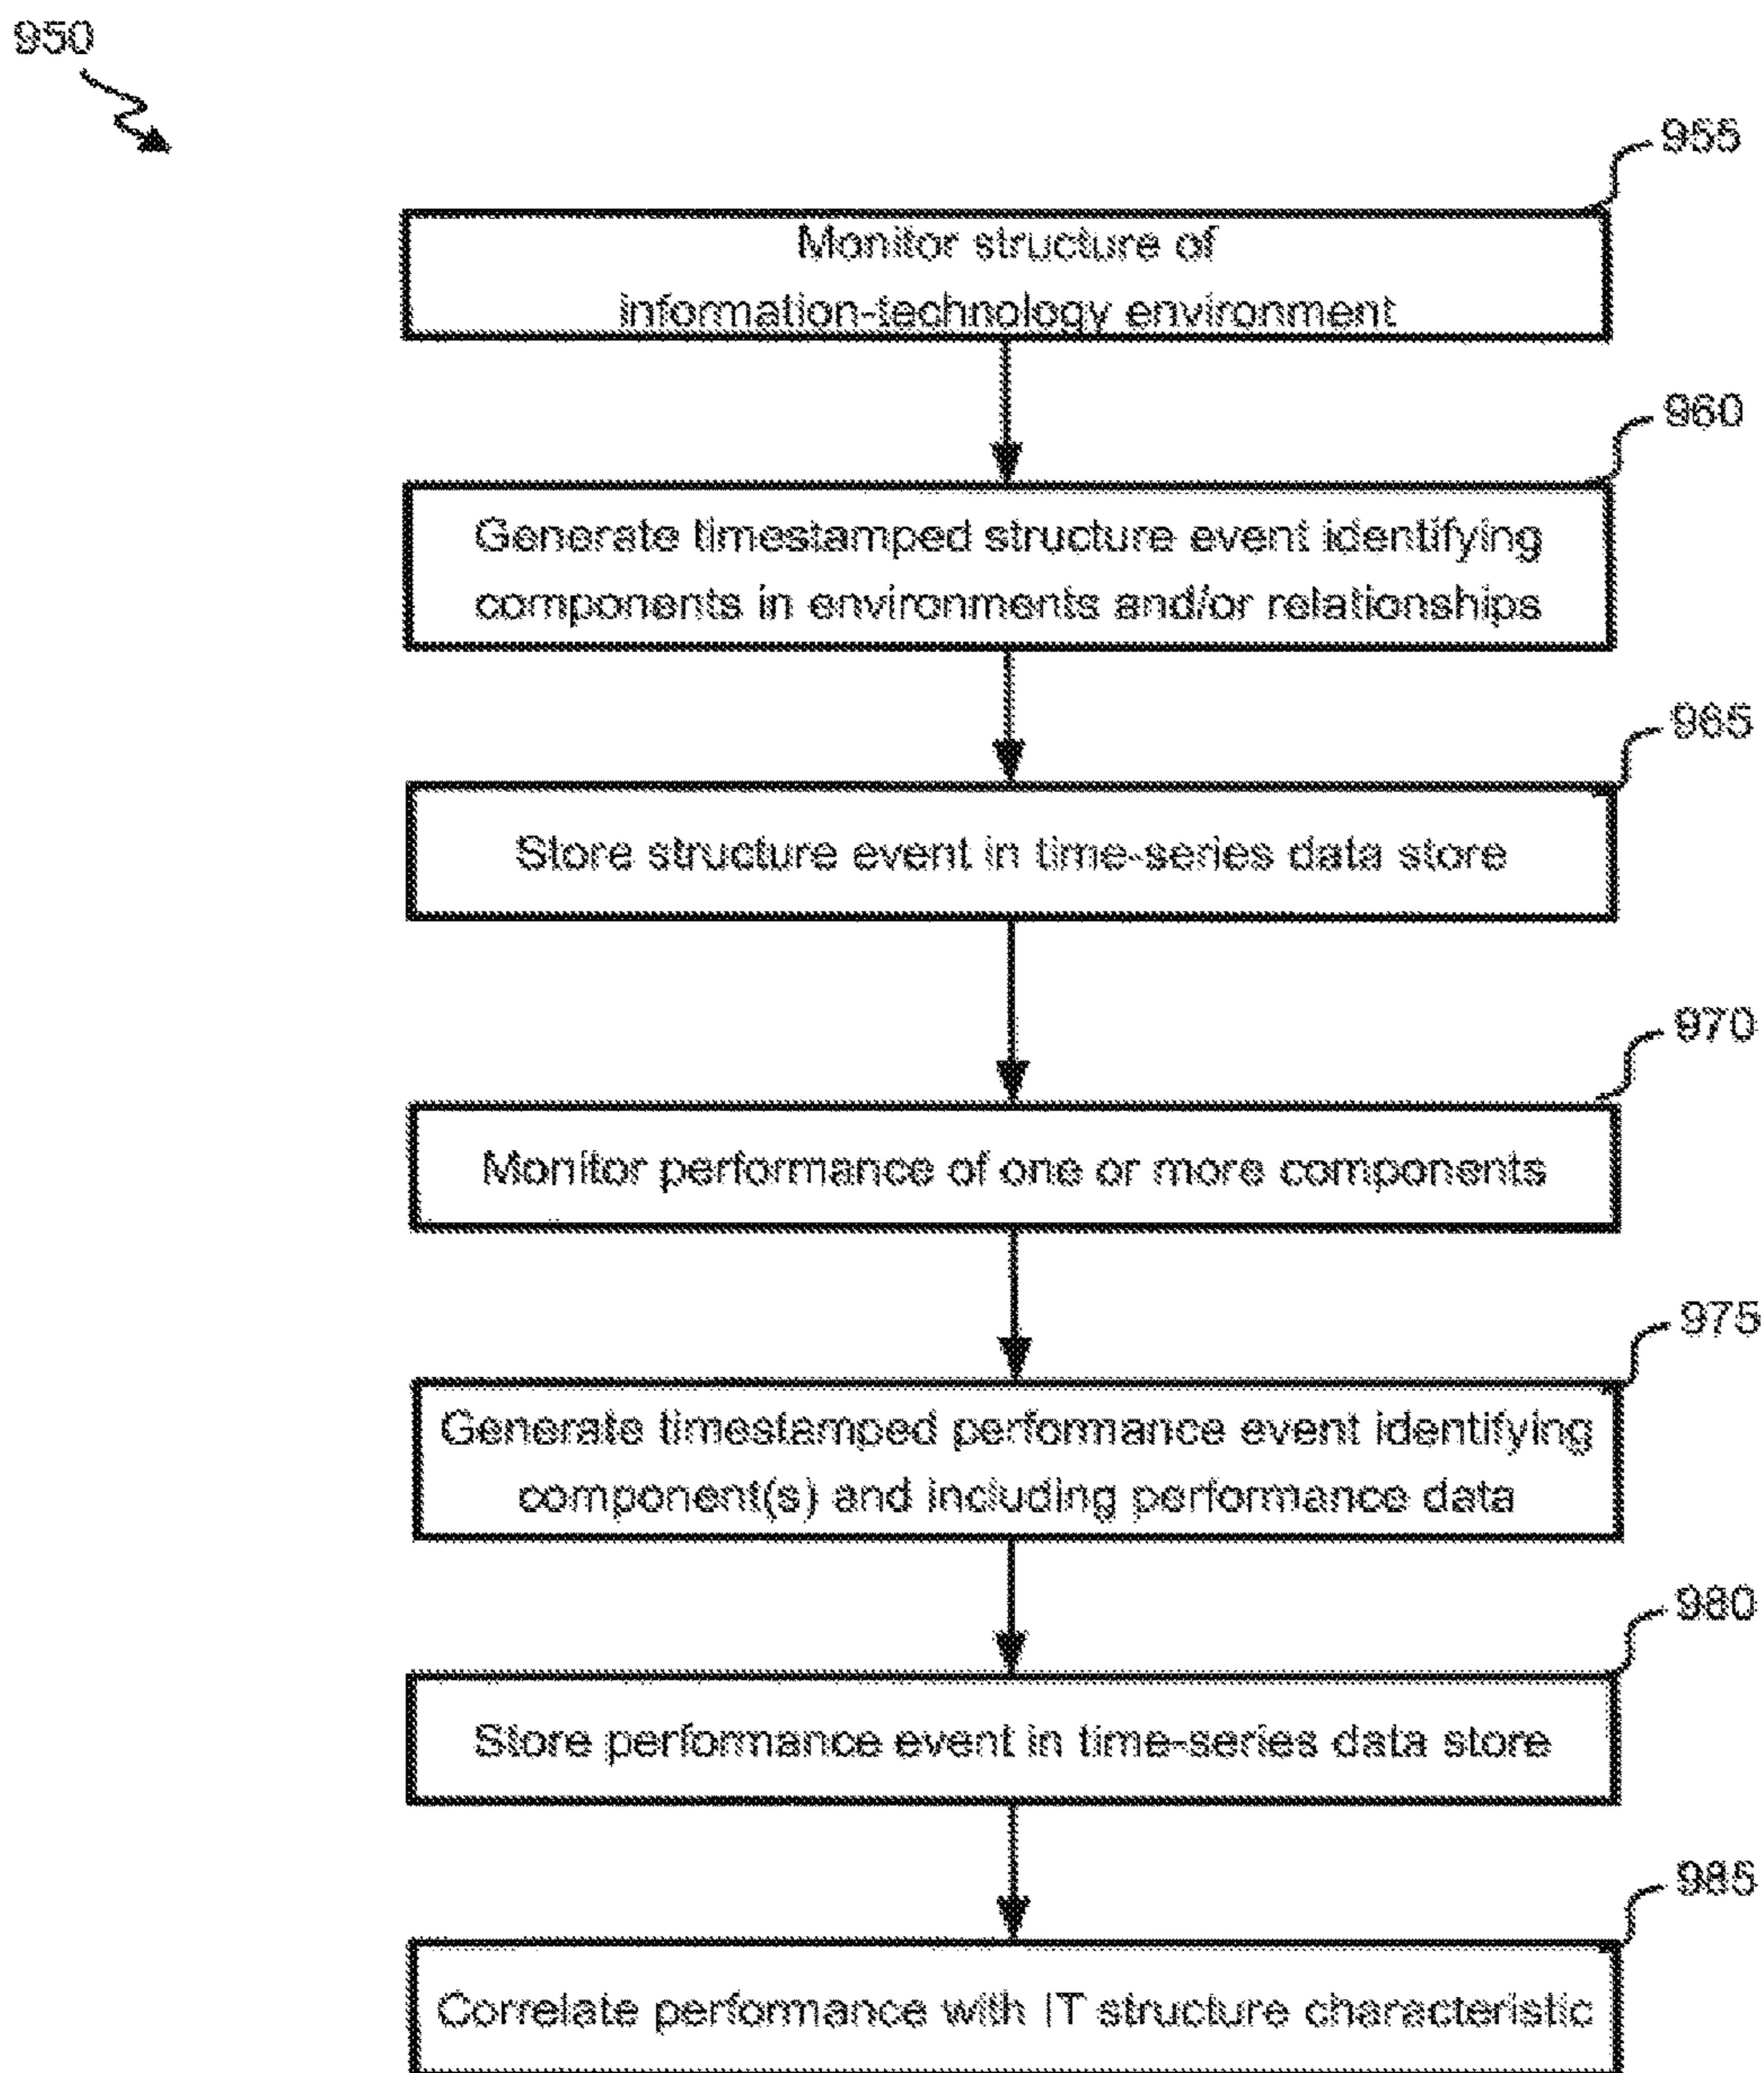 950
955
Monitor structure of
information-technology environment
960
Generate timestamped structure event identifying
components in environments and/or relationships
965
Store structure event in time-series data store
970
Monitor performance of one or more components
975
Generate timestamped performance event identifying
component(s) and including performance data
980
Store performance event in time-series data store
985
Correlate performance with IT structure characteristic